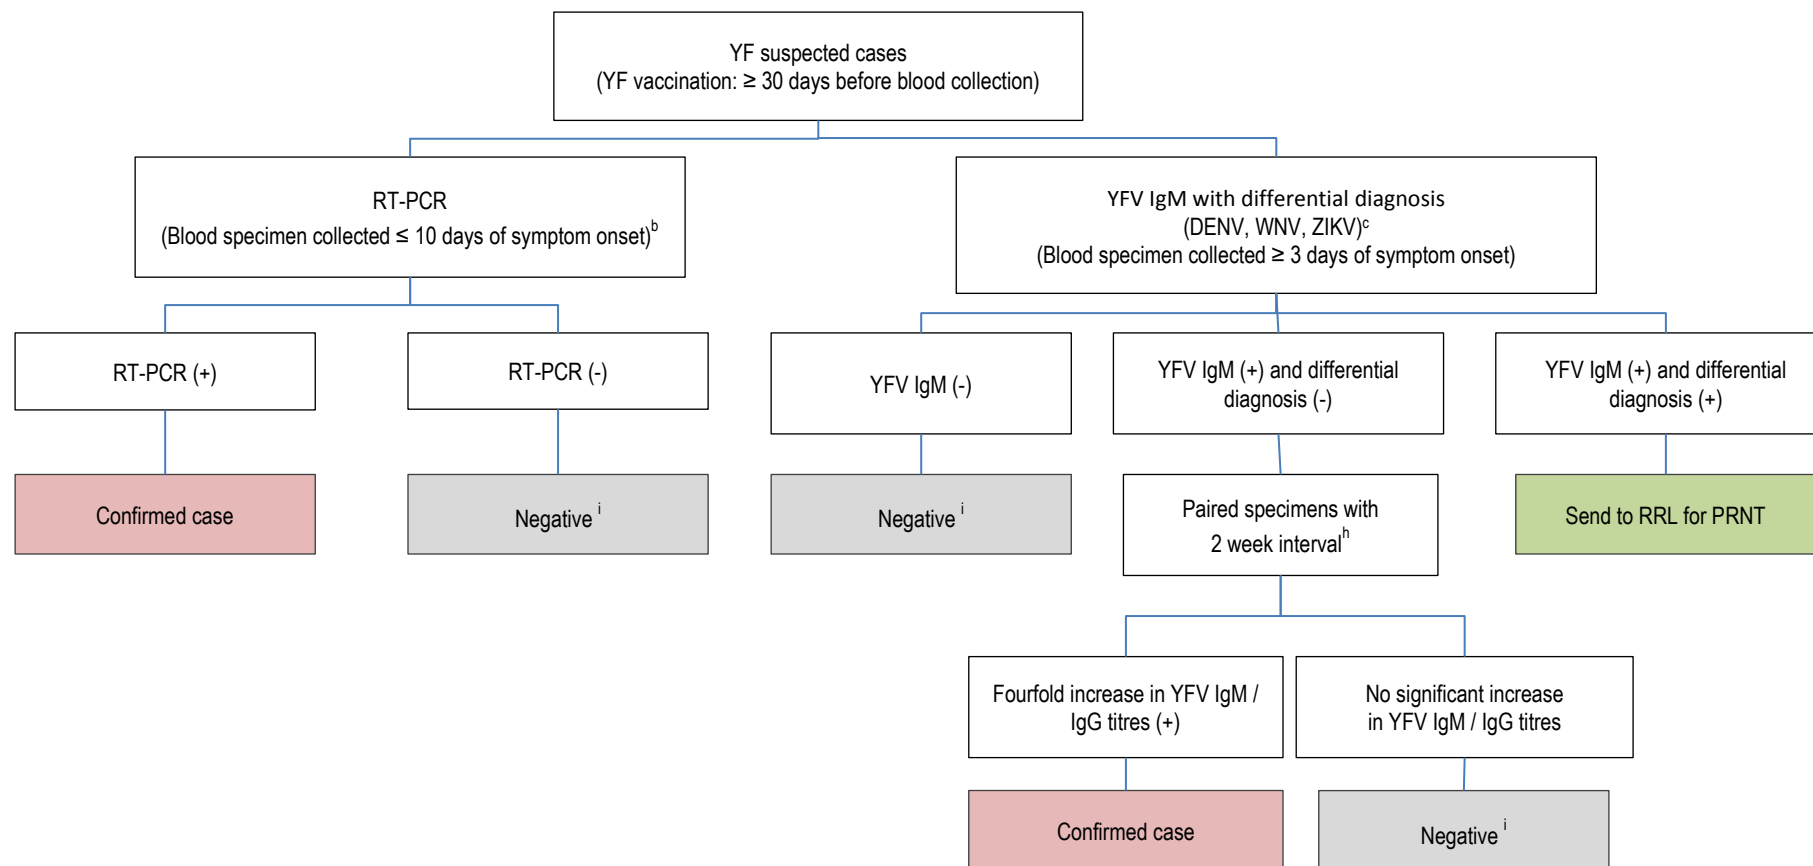 YF suspected cases
(YF vaccination: ≥ 30 days before blood collection)
RT-PCR
(Blood specimen collected ≤ 10 days of symptom onset)ᵇ
YFV IgM with differential diagnosis
(DENV, WNV, ZIKV)ᶜ
(Blood specimen collected ≥ 3 days of symptom onset)
RT-PCR (+)
RT-PCR (-)
YFV IgM (-)
YFV IgM (+) and differential
diagnosis (-)
YFV IgM (+) and differential
diagnosis (+)
Confirmed case
Negative ⁱ
Negative ⁱ
Paired specimens with
2 week intervalʰ
Send to RRL for PRNT
Fourfold increase in YFV IgM /
IgG titres (+)
No significant increase
in YFV IgM / IgG titres
Confirmed case
Negative ⁱ